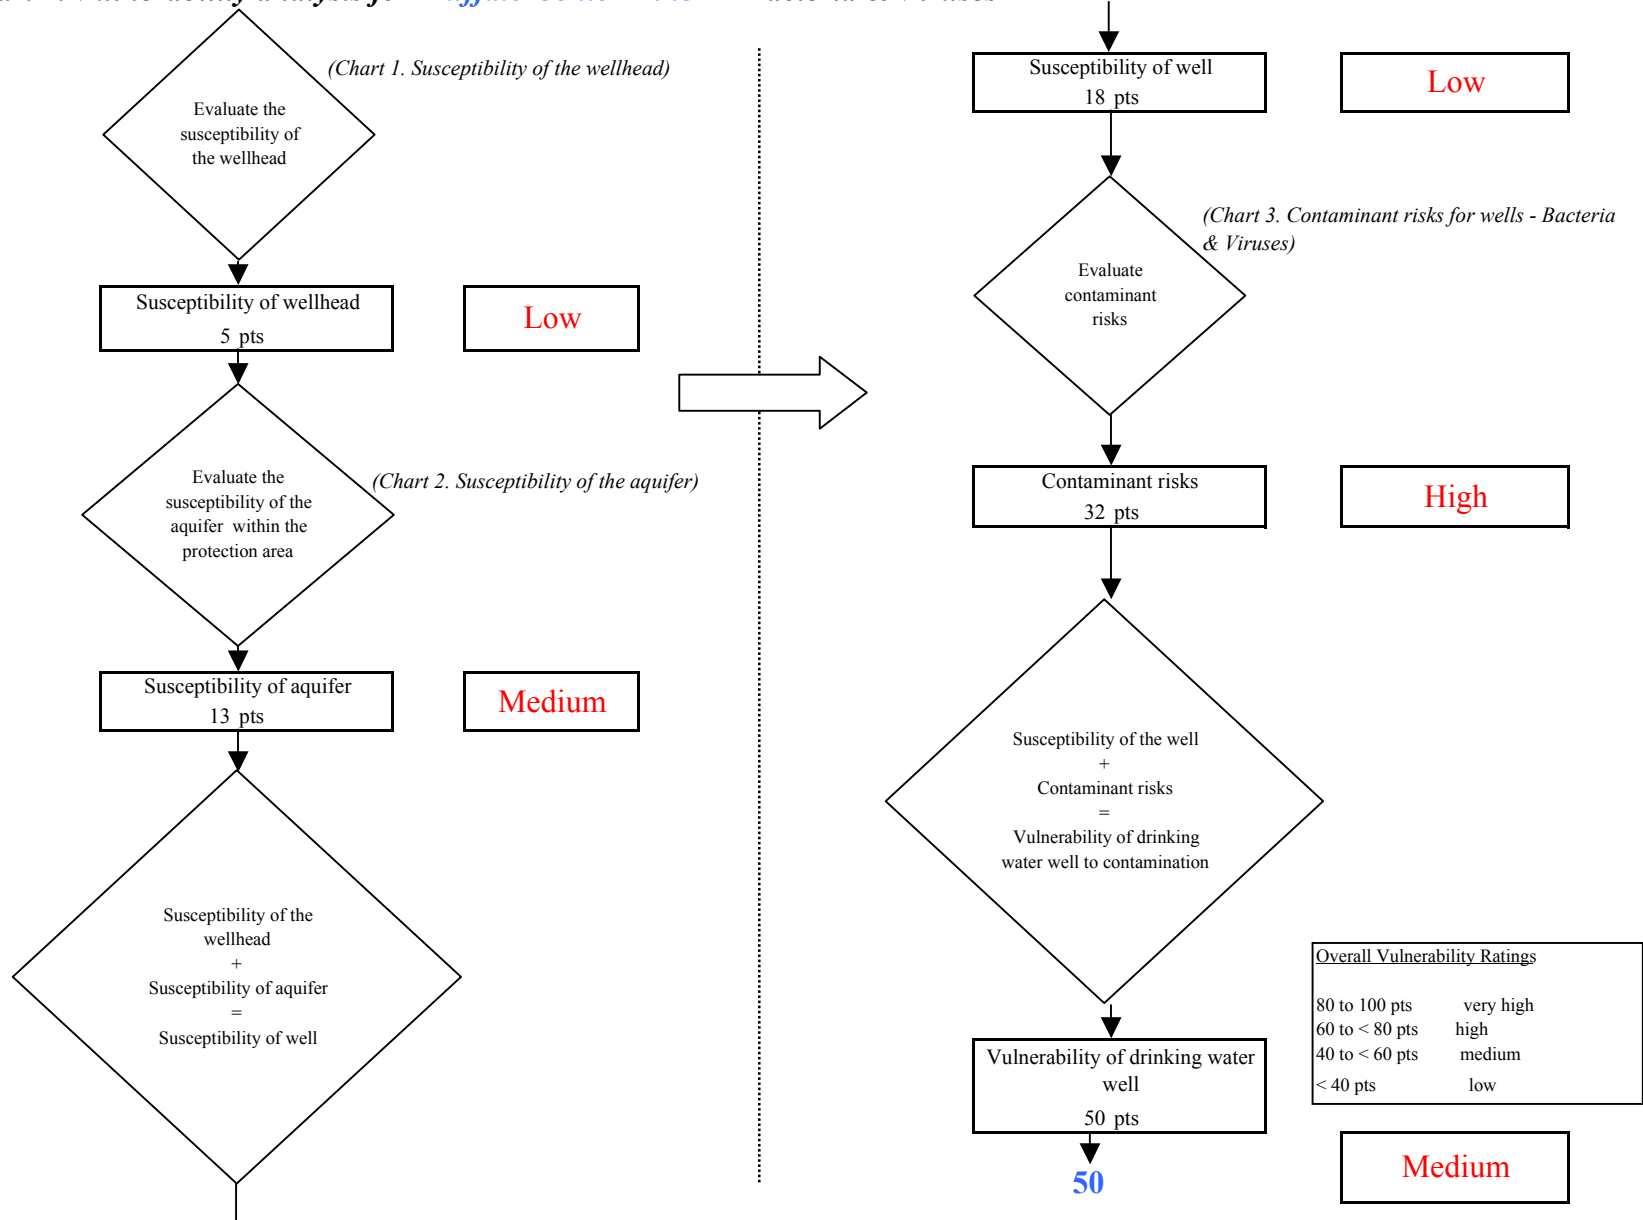 (Chart 1. Susceptibility of the wellhead)
Evaluate the
susceptibility of
the wellhead
Susceptibility of wellhead
5 pts
Low
Evaluate the
susceptibility of the
aquifer within the
protection area
(Chart 2. Susceptibility of the aquifer)
Susceptibility of aquifer
13 pts
Medium
Susceptibility of the
wellhead
+
Susceptibility of aquifer
=
Susceptibility of well
Susceptibility of well
18 pts
Low
(Chart 3. Contaminant risks for wells - Bacteria
& Viruses)
Evaluate
contaminant
risks
Contaminant risks
32 pts
High
Susceptibility of the well
+
Contaminant risks
=
Vulnerability of drinking
water well to contamination
Overall Vulnerability Ratings
80 to 100 pts very high
60 to < 80 pts high
40 to < 60 pts medium
< 40 pts low
Vulnerability of drinking water
well
50 pts
50
Medium